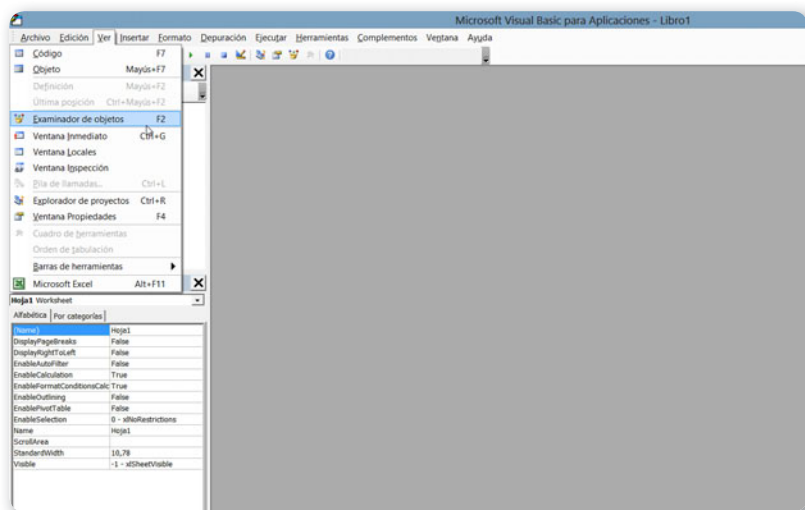 Microsoft Visual Basic para Aplicaciones - Libro1
Archivo Edición Ver Insertar Formato Depuración Ejecutar Herramientas Complementos Ventana Ayuda
Código F7
Objeto Mayús+F7
Definición Mayús+F2
Última posición Ctrl+Mayús+F2
Examinador de objetos F2
Ventana Inmediato Ctrl+G
Ventana Locales
Ventana Inspección
Pila de llamadas... Ctrl+L
Explorador de proyectos Ctrl+R
Ventana Propiedades F4
Cuadro de herramientas
Orden de tabulación
Barras de herramientas
Microsoft Excel Alt+F11
Hoja1 Worksheet
Alfabética Por categorías
(Name) Hoja1
DisplayPageBreaks False
DisplayRightToLeft False
EnableAutoFilter False
EnableCalculation True
EnableFormatConditionsCalc True
EnableOutlining False
EnablePivotTable False
EnableSelection 0 - xlNoRestrictions
Name Hoja1
ScrollArea
StandardWidth 10,78
Visible -1 - xlSheetVisible